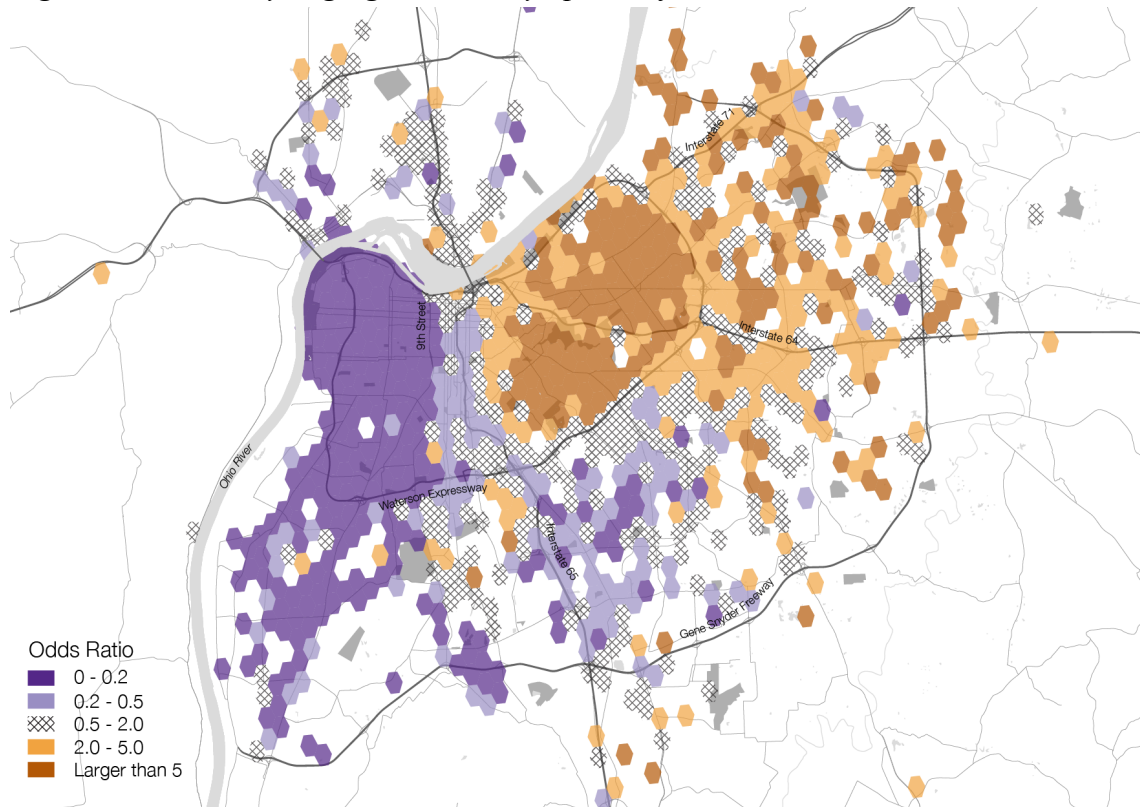 Interstate 71
9th Street
Interstate 64
Ohio River
Waterson Expressway
Interstate 65
Gene Snyder Freeway
Odds Ratio
0 - 0.2
0.2 - 0.5
0.5 - 2.0
2.0 - 5.0
Larger than 5